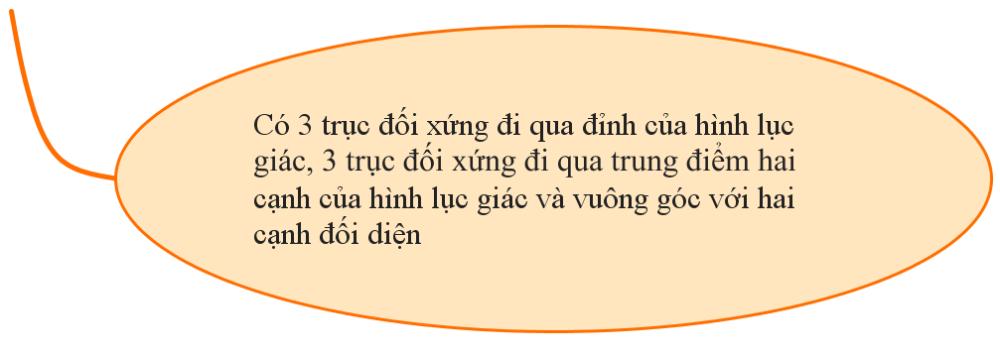 Có 3 trục đối xứng đi qua đỉnh của hình lục
giác, 3 trục đối xứng đi qua trung điểm hai
cạnh của hình lục giác và vuông góc với hai
cạnh đối diện